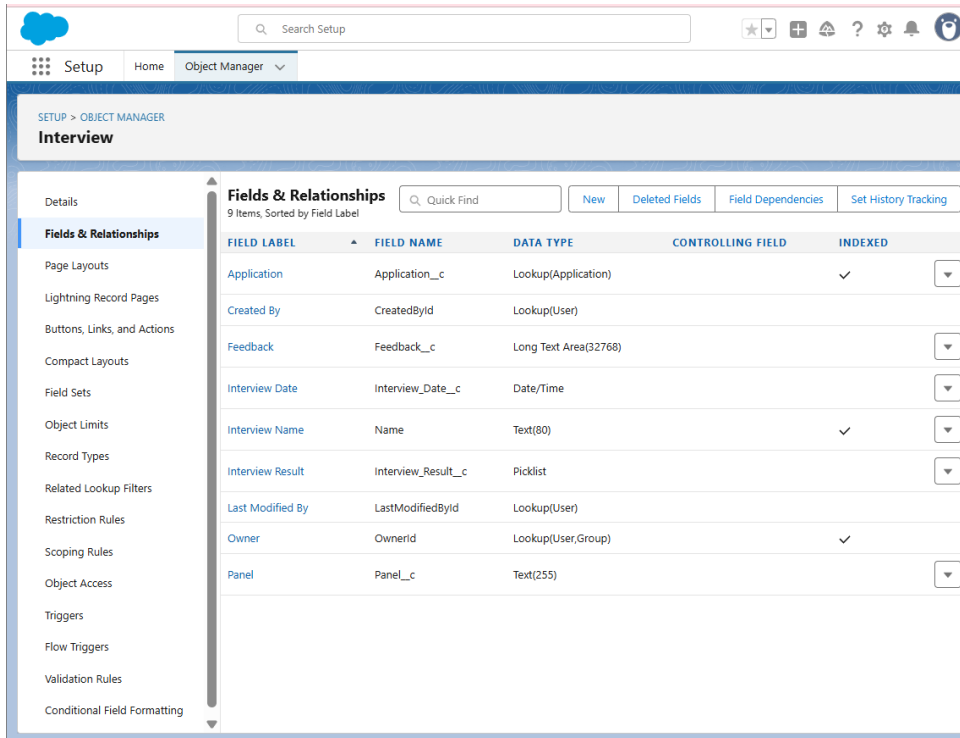 Search Setup
Setup Home Object Manager
SETUP > OBJECT MANAGER
Interview
Details
Fields & Relationships
Page Layouts
Lightning Record Pages
Buttons, Links, and Actions
Compact Layouts
Field Sets
Object Limits
Record Types
Related Lookup Filters
Restriction Rules
Scoping Rules
Object Access
Triggers
Flow Triggers
Validation Rules
Conditional Field Formatting
Fields & Relationships
9 Items, Sorted by Field Label
Quick Find New Deleted Fields Field Dependencies Set History Tracking
FIELD LABEL FIELD NAME DATA TYPE CONTROLLING FIELD INDEXED
Application Application__c Lookup(Application)
Created By CreatedById Lookup(User)
Feedback Feedback__c Long Text Area(32768)
Interview Date Interview_Date__c Date/Time
Interview Name Name Text(80)
Interview Result Interview_Result__c Picklist
Last Modified By LastModifiedById Lookup(User)
Owner OwnerId Lookup(User,Group)
Panel Panel__c Text(255)